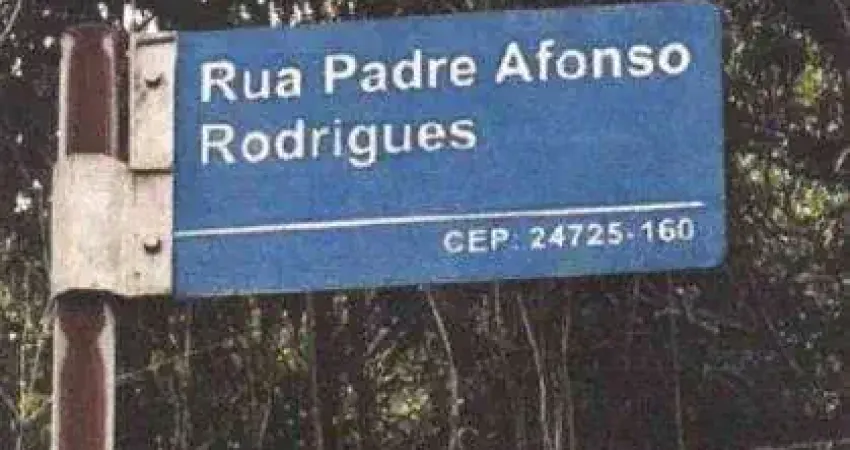 Rua Padre Afonso
Rodrigues
CEP: 24725-160